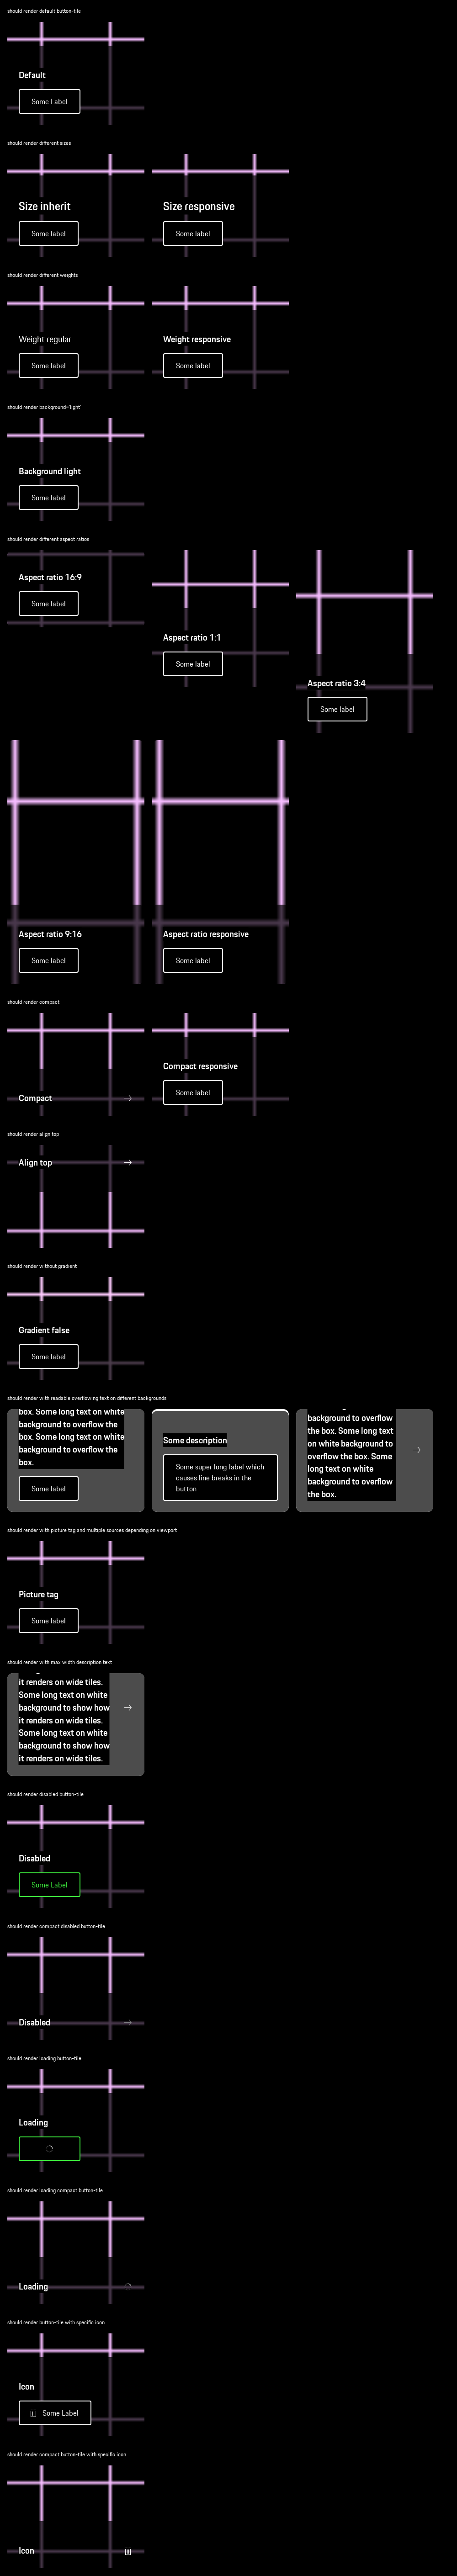 should render default button-tile
Default
Some Label
should render different sizes
Size inherit
Some label
Size responsive
Some label
should render different weights
Weight regular
Some label
Weight responsive
Some label
should render background='light'
Background light
Some label
should render different aspect ratios
Aspect ratio 16:9
Some label
Aspect ratio 1:1
Some label
Aspect ratio 3:4
Some label
Aspect ratio 9:16
Some label
Aspect ratio responsive
Some label
should render compact
Compact
Compact responsive
Some label
should render align top
Align top
should render without gradient
Gradient false
Some label
should render with readable overflowing text on different backgrounds
box. Some long text on white
background to overflow the
box. Some long text on white
background to overflow the
box.
Some label
Some description
Some super long label which
causes line breaks in the
button
background to overflow
the box. Some long text
on white background to
overflow the box. Some
long text on white
background to overflow
the box.
should render with picture tag and multiple sources depending on viewport
Picture tag
Some label
should render with max width description text
it renders on wide tiles.
Some long text on white
background to show how
it renders on wide tiles.
Some long text on white
background to show how
it renders on wide tiles.
should render disabled button-tile
Disabled
Some Label
should render compact disabled button-tile
Disabled
should render loading button-tile
Loading
should render loading compact button-tile
Loading
should render button-tile with specific icon
Icon
Some Label
should render compact button-tile with specific icon
Icon